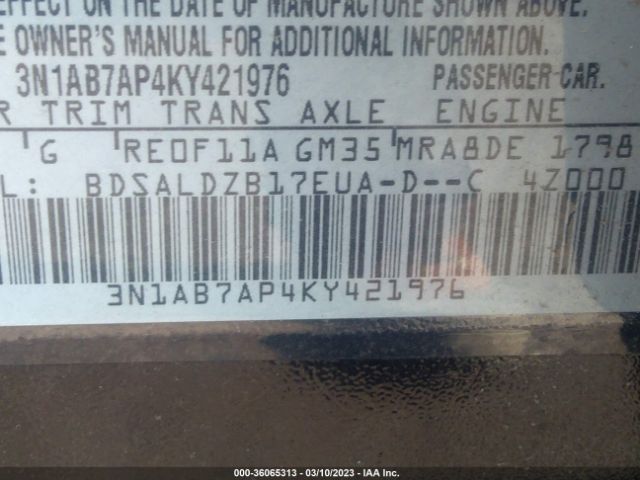 EFFECT ON THE DATE OF MANUFACTURE SHOWN ABOVE.
E OWNER'S MANUAL FOR ADDITIONAL INFORMATION.
3N1AB7AP4KY421976 PASSENGER CAR.
R TRIM TRANS AXLE ENGINE
G RE0F11A GM35 MRA8DE 1798
L: BDSALDZB17EUA-D--C 4Z000
3N1AB7AP4KY421976
000-36065313 - 03/10/2023 - IAA Inc.